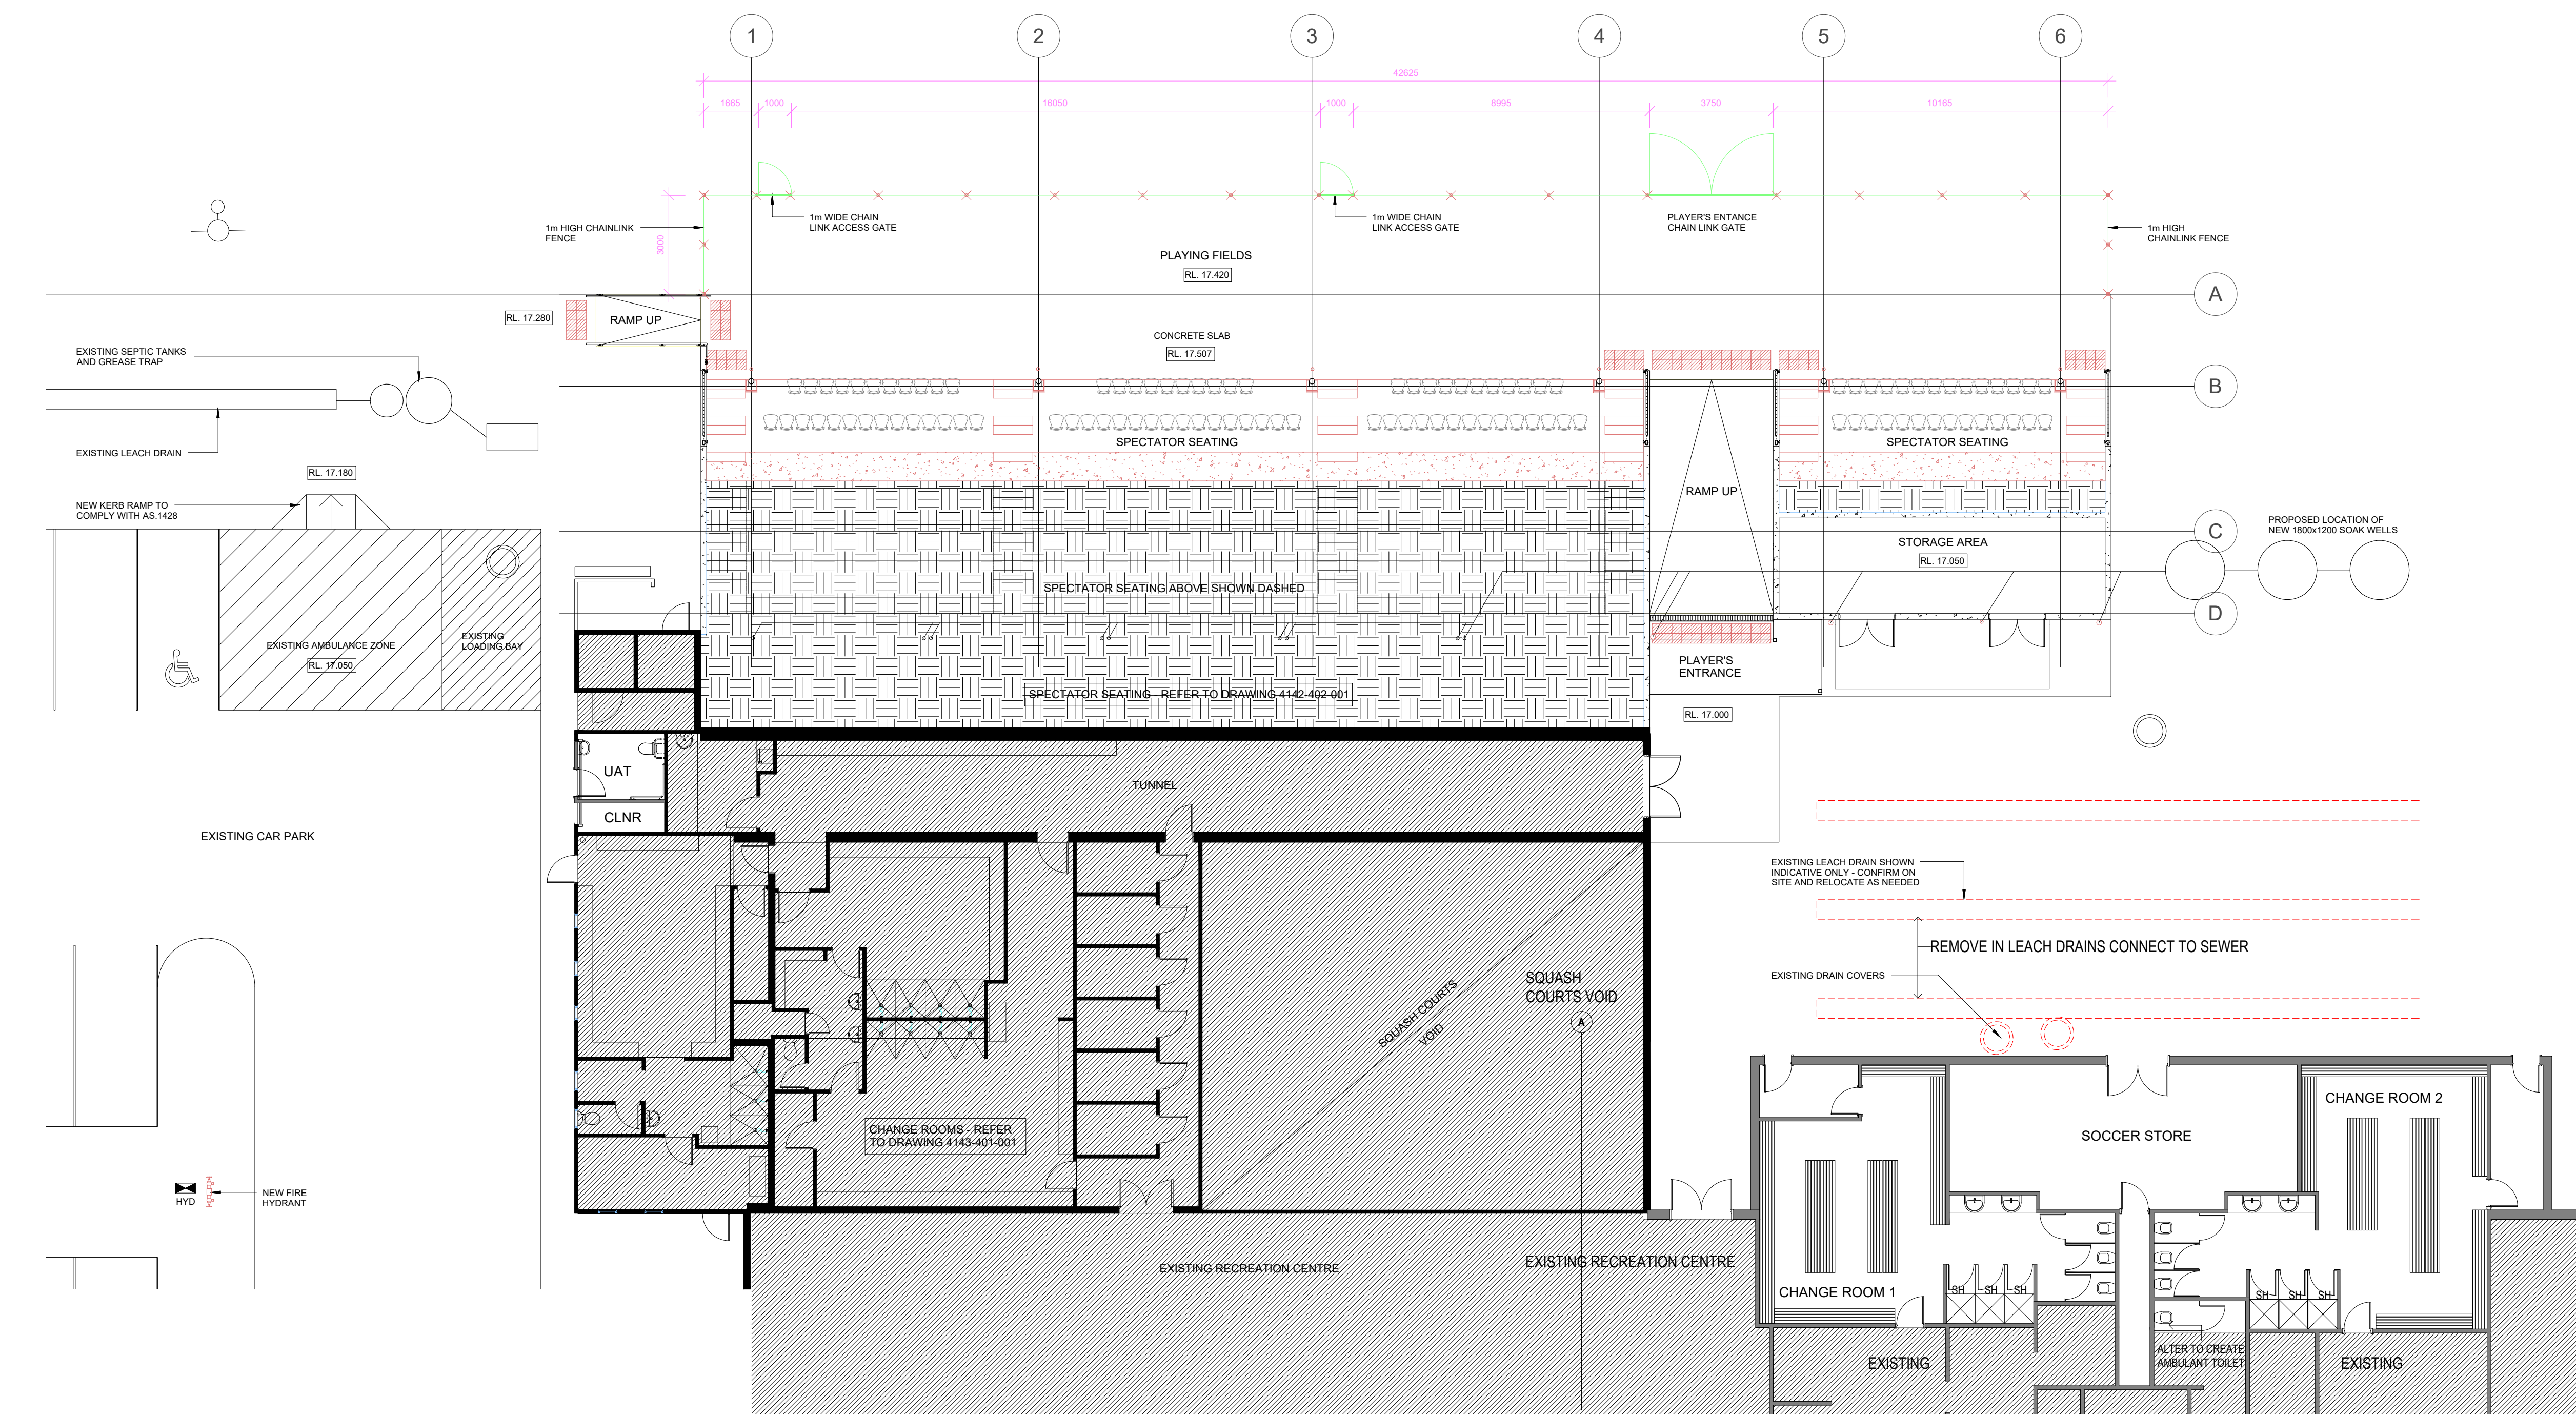 1 2 3 4 5 6
42625
1665 1000 16050 1000 8995 3750 10165
1m HIGH CHAINLINK
FENCE
3000
1m WIDE CHAIN
LINK ACCESS GATE
1m WIDE CHAIN
LINK ACCESS GATE
PLAYER'S ENTANCE
CHAIN LINK GATE
1m HIGH
CHAINLINK FENCE
PLAYING FIELDS
RL. 17.420
A
RL. 17.280
RAMP UP
CONCRETE SLAB
RL. 17.507
EXISTING SEPTIC TANKS
AND GREASE TRAP
B
EXISTING LEACH DRAIN
SPECTATOR SEATING
SPECTATOR SEATING
RL. 17.180
NEW KERB RAMP TO
COMPLY WITH AS.1428
RAMP UP
C
PROPOSED LOCATION OF
NEW 1800x1200 SOAK WELLS
STORAGE AREA
RL. 17.050
SPECTATOR SEATING ABOVE SHOWN DASHED
D
EXISTING AMBULANCE ZONE
RL. 17.050
EXISTING
LOADING BAY
PLAYER'S
ENTRANCE
SPECTATOR SEATING - REFER TO DRAWING 4142-402-001
RL. 17.000
UAT
TUNNEL
CLNR
EXISTING CAR PARK
EXISTING LEACH DRAIN SHOWN
INDICATIVE ONLY - CONFIRM ON
SITE AND RELOCATE AS NEEDED
REMOVE IN LEACH DRAINS CONNECT TO SEWER
EXISTING DRAIN COVERS
SQUASH
COURTS VOID
A
SQUASH COURTS
VOID
CHANGE ROOMS - REFER
TO DRAWING 4143-401-001
CHANGE ROOM 2
SOCCER STORE
HYD
NEW FIRE
HYDRANT
EXISTING RECREATION CENTRE
EXISTING RECREATION CENTRE
CHANGE ROOM 1
SH SH SH
SH SH SH
EXISTING
ALTER TO CREATE
AMBULANT TOILET
EXISTING